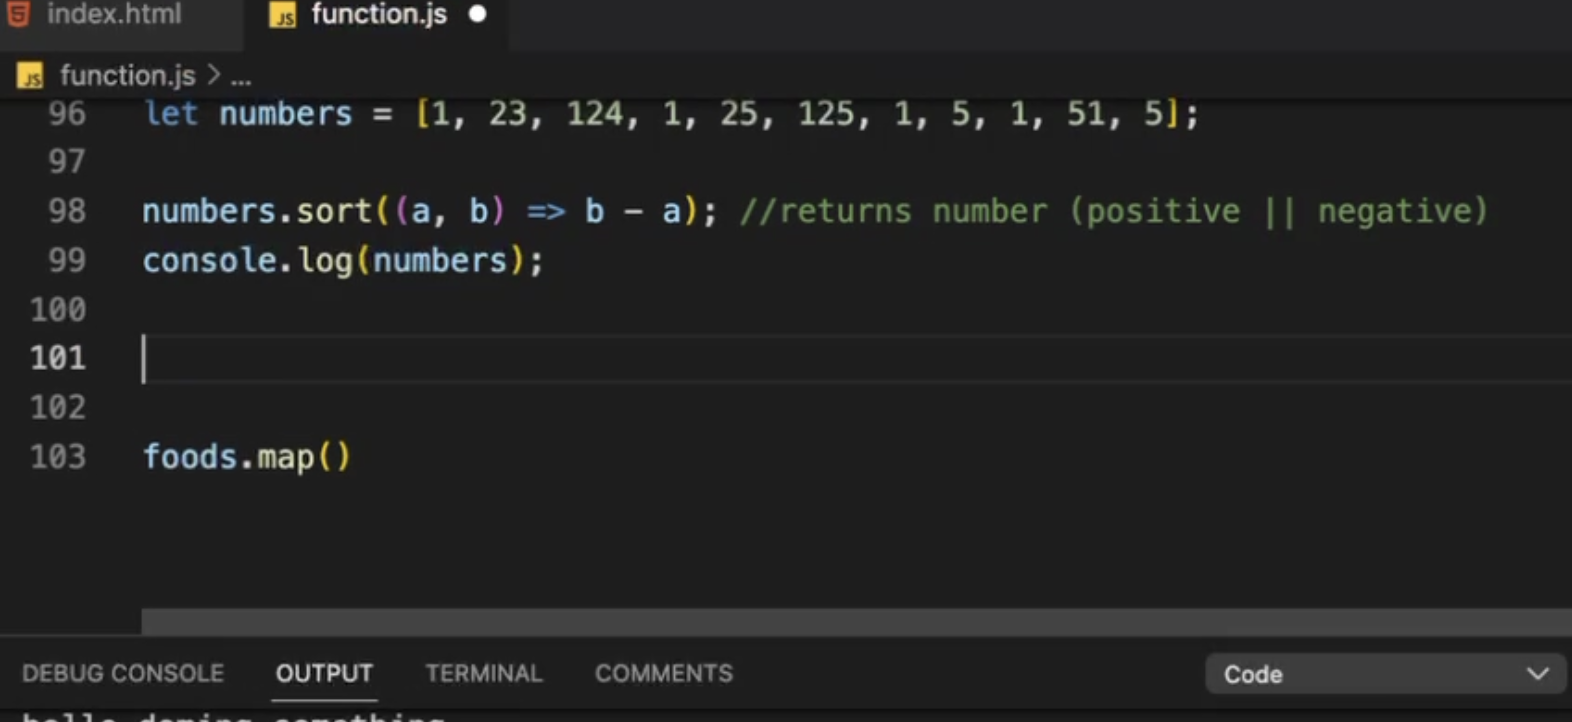 index.html function.js
JS function.js > ...
96 let numbers = [1, 23, 124, 1, 25, 125, 1, 5, 1, 51, 5];
97
98 numbers.sort((a, b) => b - a); //returns number (positive || negative)
99 console.log(numbers);
100
101
102
103 foods.map()
DEBUG CONSOLE OUTPUT TERMINAL COMMENTS Code